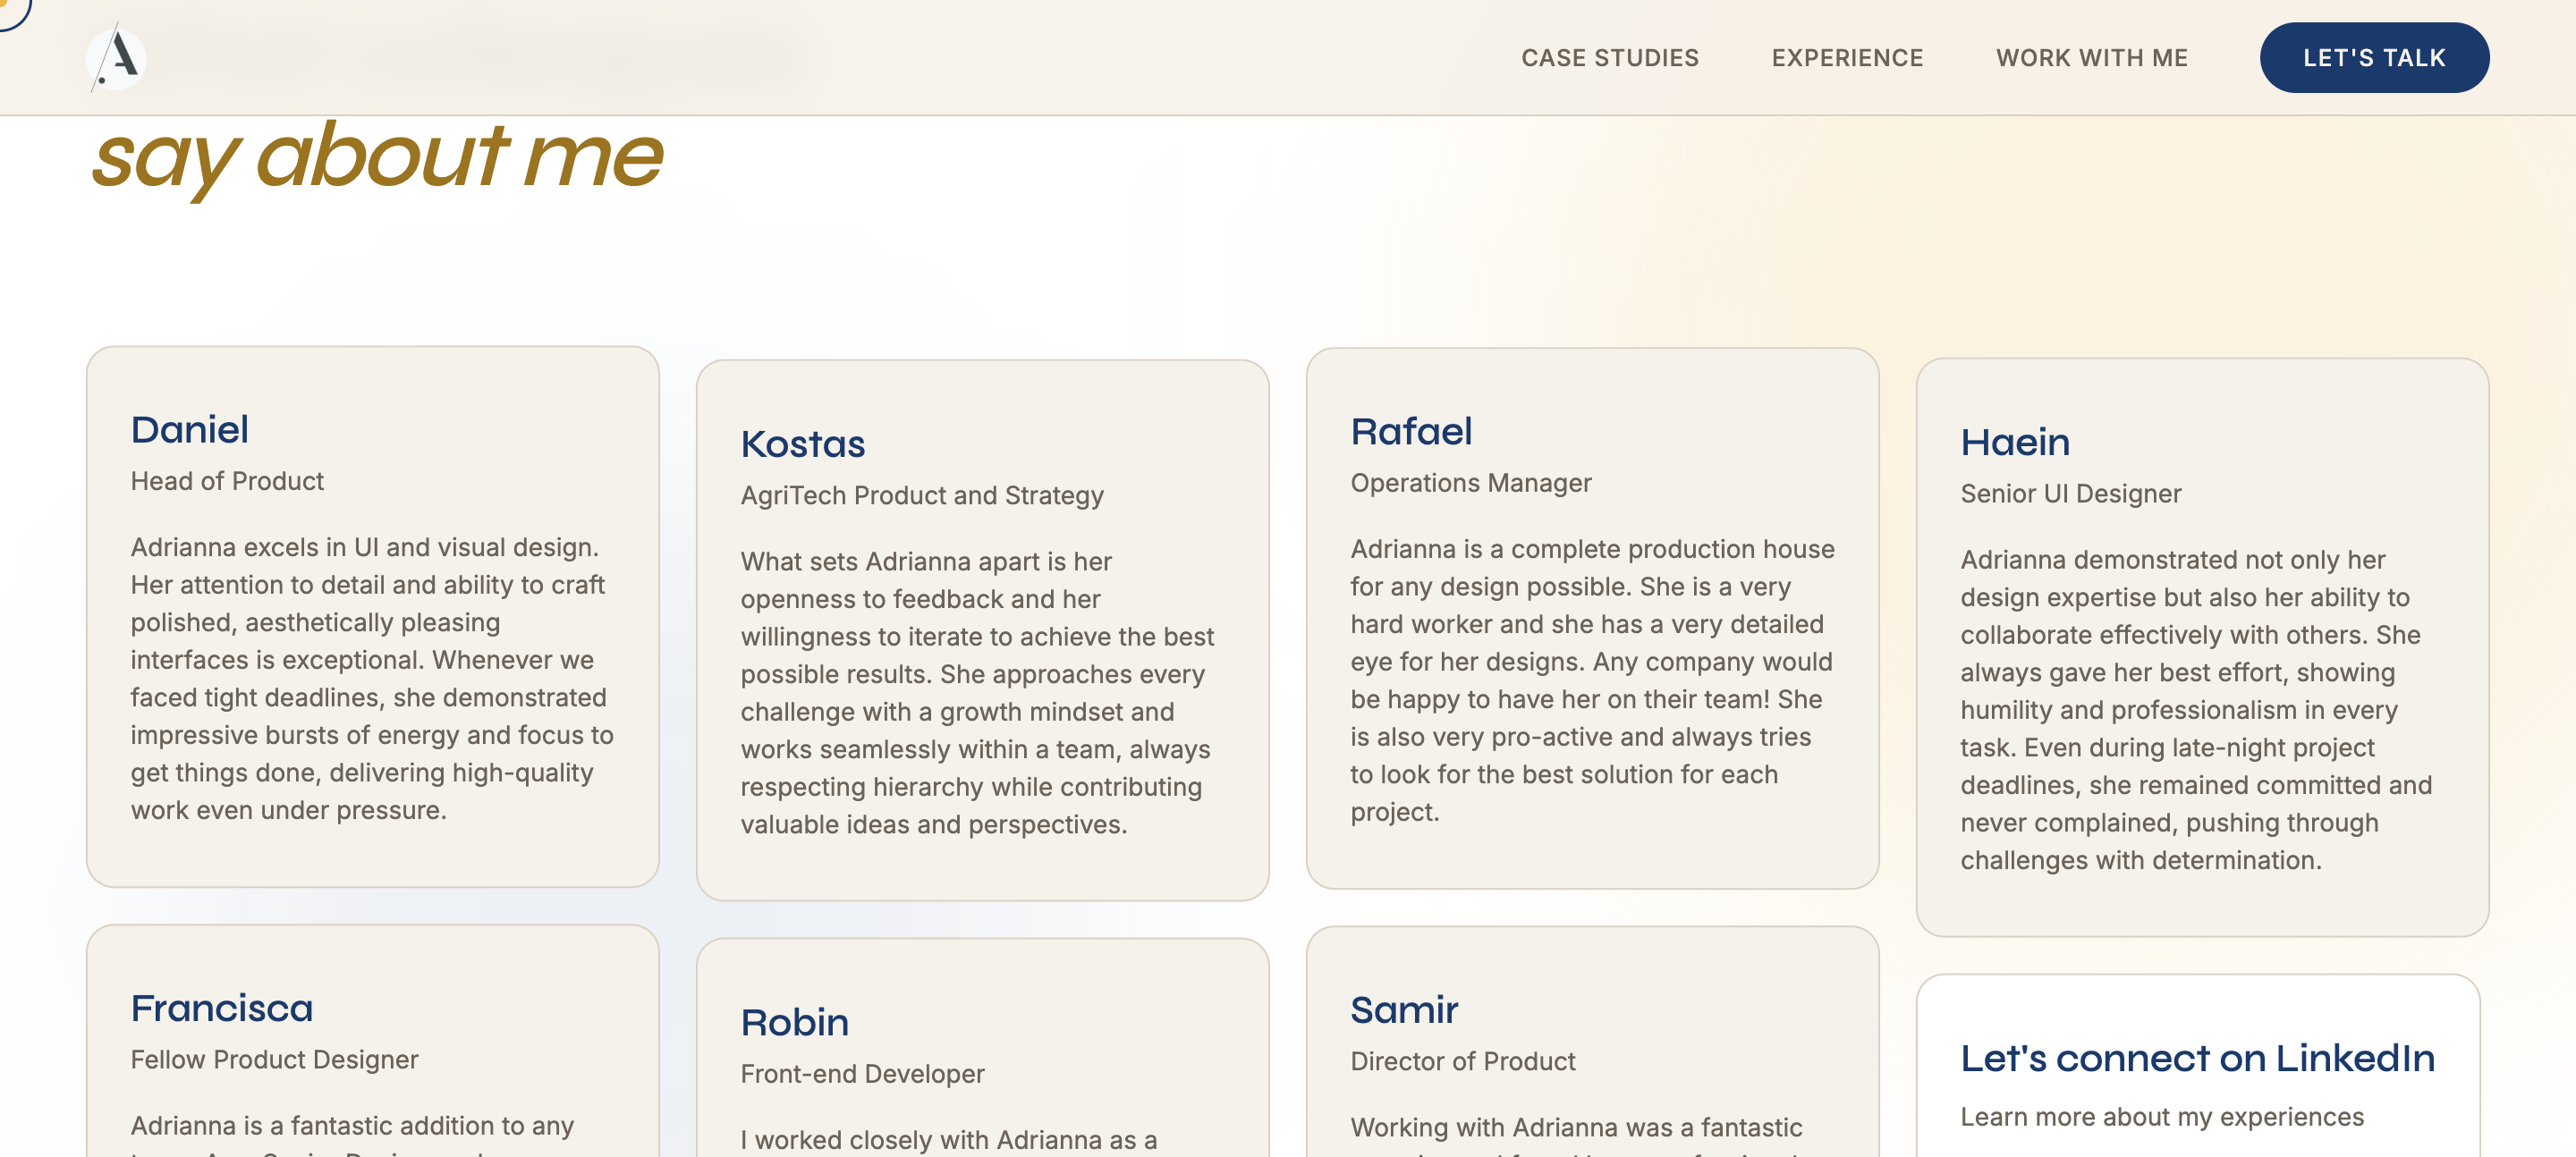 A
CASE STUDIES
EXPERIENCE
WORK WITH ME
LET'S TALK
say about me
Daniel
Head of Product
Adrianna excels in UI and visual design.
Her attention to detail and ability to craft
polished, aesthetically pleasing
interfaces is exceptional. Whenever we
faced tight deadlines, she demonstrated
impressive bursts of energy and focus to
get things done, delivering high-quality
work even under pressure.
Kostas
AgriTech Product and Strategy
What sets Adrianna apart is her
openness to feedback and her
willingness to iterate to achieve the best
possible results. She approaches every
challenge with a growth mindset and
works seamlessly within a team, always
respecting hierarchy while contributing
valuable ideas and perspectives.
Rafael
Operations Manager
Adrianna is a complete production house
for any design possible. She is a very
hard worker and she has a very detailed
eye for her designs. Any company would
be happy to have her on their team! She
is also very pro-active and always tries
to look for the best solution for each
project.
Haein
Senior UI Designer
Adrianna demonstrated not only her
design expertise but also her ability to
collaborate effectively with others. She
always gave her best effort, showing
humility and professionalism in every
task. Even during late-night project
deadlines, she remained committed and
never complained, pushing through
challenges with determination.
Francisca
Fellow Product Designer
Adrianna is a fantastic addition to any
Robin
Front-end Developer
I worked closely with Adrianna as a
Samir
Director of Product
Working with Adrianna was a fantastic
Let's connect on LinkedIn
Learn more about my experiences